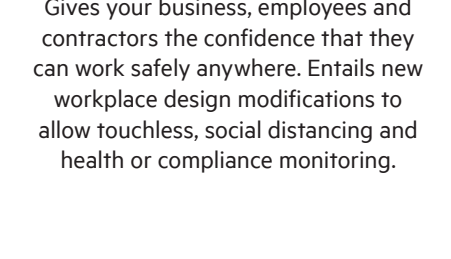 Gives your business, employees and
contractors the confidence that they
can work safely anywhere. Entails new
workplace design modifications to
allow touchless, social distancing and
health or compliance monitoring.